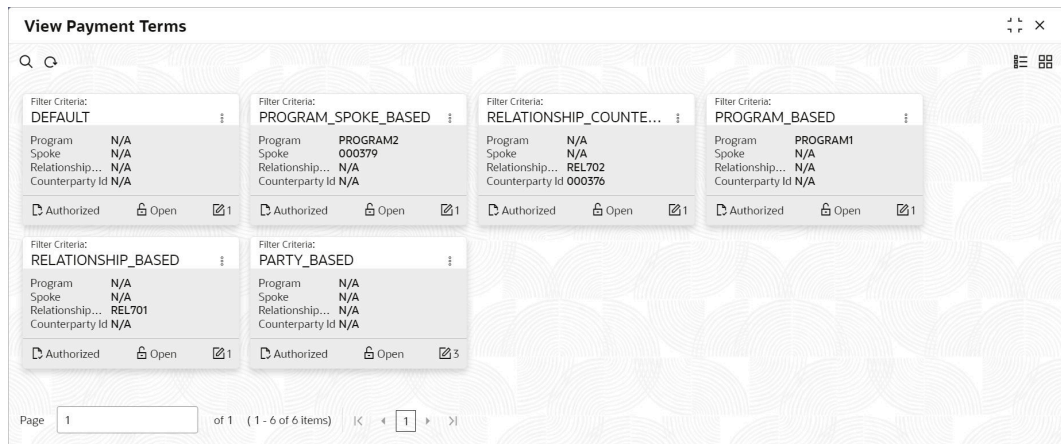 View Payment Terms
Filter Criteria:
DEFAULT
Program N/A
Spoke N/A
Relationship... N/A
Counterparty Id N/A
Authorized Open 1
Filter Criteria:
PROGRAM_SPOKE_BASED
Program PROGRAM2
Spoke 000379
Relationship... N/A
Counterparty Id N/A
Authorized Open 1
Filter Criteria:
RELATIONSHIP_COUNTE...
Program N/A
Spoke N/A
Relationship... REL702
Counterparty Id 000376
Authorized Open 1
Filter Criteria:
PROGRAM_BASED
Program PROGRAM1
Spoke N/A
Relationship... N/A
Counterparty Id N/A
Authorized Open 1
Filter Criteria:
RELATIONSHIP_BASED
Program N/A
Spoke N/A
Relationship... REL701
Counterparty Id N/A
Authorized Open 1
Filter Criteria:
PARTY_BASED
Program N/A
Spoke N/A
Relationship... N/A
Counterparty Id N/A
Authorized Open 3
Page 1 of 1 ( 1 - 6 of 6 items) 1